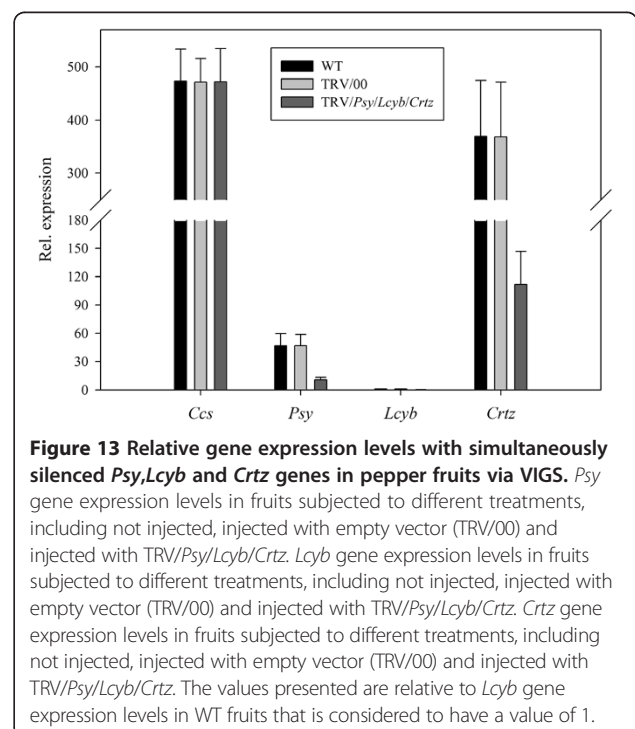 500
400
300
180
150
120
90
60
30
0
Rel. expression
WT
TRV/00
TRV/Psy/Lcyb/Crtz
Ccs Psy Lcyb Crtz
Figure 13 Relative gene expression levels with simultaneously
silenced Psy,Lcyb and Crtz genes in pepper fruits via VIGS. Psy
gene expression levels in fruits subjected to different treatments,
including not injected, injected with empty vector (TRV/00) and
injected with TRV/Psy/Lcyb/Crtz. Lcyb gene expression levels in fruits
subjected to different treatments, including not injected, injected with
empty vector (TRV/00) and injected with TRV/Psy/Lcyb/Crtz. Crtz gene
expression levels in fruits subjected to different treatments, including
not injected, injected with empty vector (TRV/00) and injected with
TRV/Psy/Lcyb/Crtz. The values presented are relative to Lcyb gene
expression levels in WT fruits that is considered to have a value of 1.